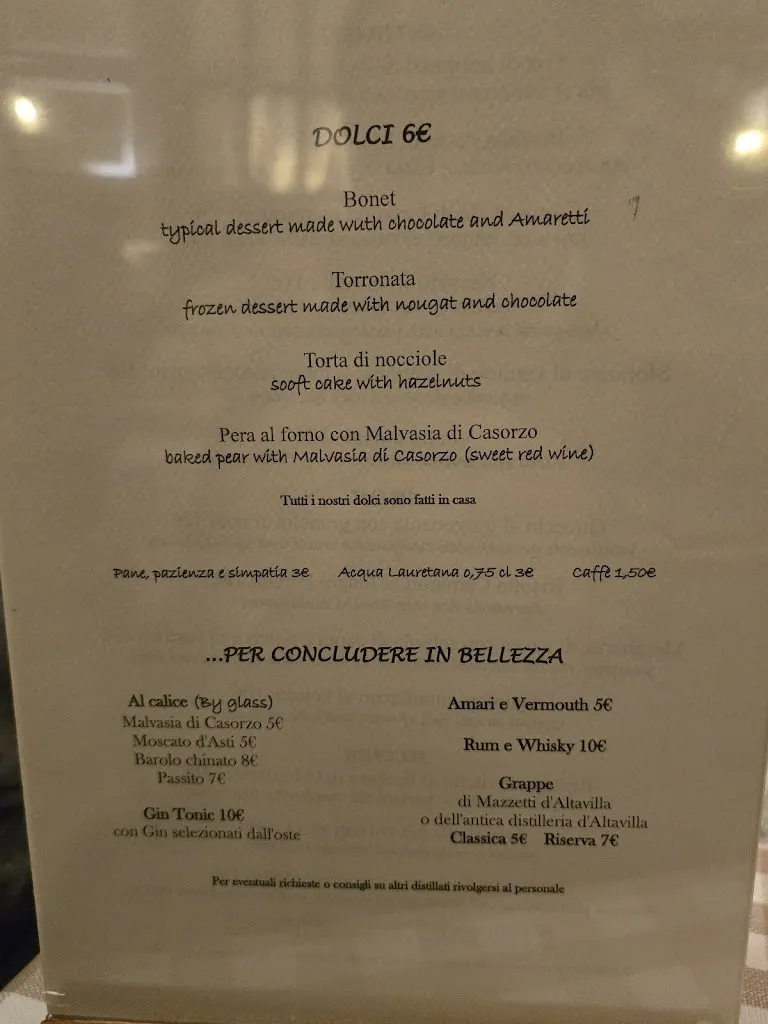 DOLCI 6€
Bonet
typical dessert made wuth chocolate and Amaretti
Torronata
frozen dessert made with nougat and chocolate
Torta di nocciole
sooft cake with hazelnuts
Pera al forno con Malvasia di Casorzo
baked pear with Malvasia di Casorzo (sweet red wine)
Tutti i nostri dolci sono fatti in casa
Pane, pazienza e simpatia 3€ Acqua Lauretana 0,75 cl 3€ Caffè 1,50€
...PER CONCLUDERE IN BELLEZZA
Al calice (By glass)
Malvasia di Casorzo 5€
Moscato d'Asti 5€
Barolo chinato 8€
Passito 7€
Gin Tonic 10€
con Gin selezionati dall'oste
Amari e Vermouth 5€
Rum e Whisky 10€
Grappe
di Mazzetti d'Altavilla
o dell'antica distilleria d'Altavilla
Classica 5€ Riserva 7€
Per eventuali richieste o consigli su altri distillati rivolgersi al personale